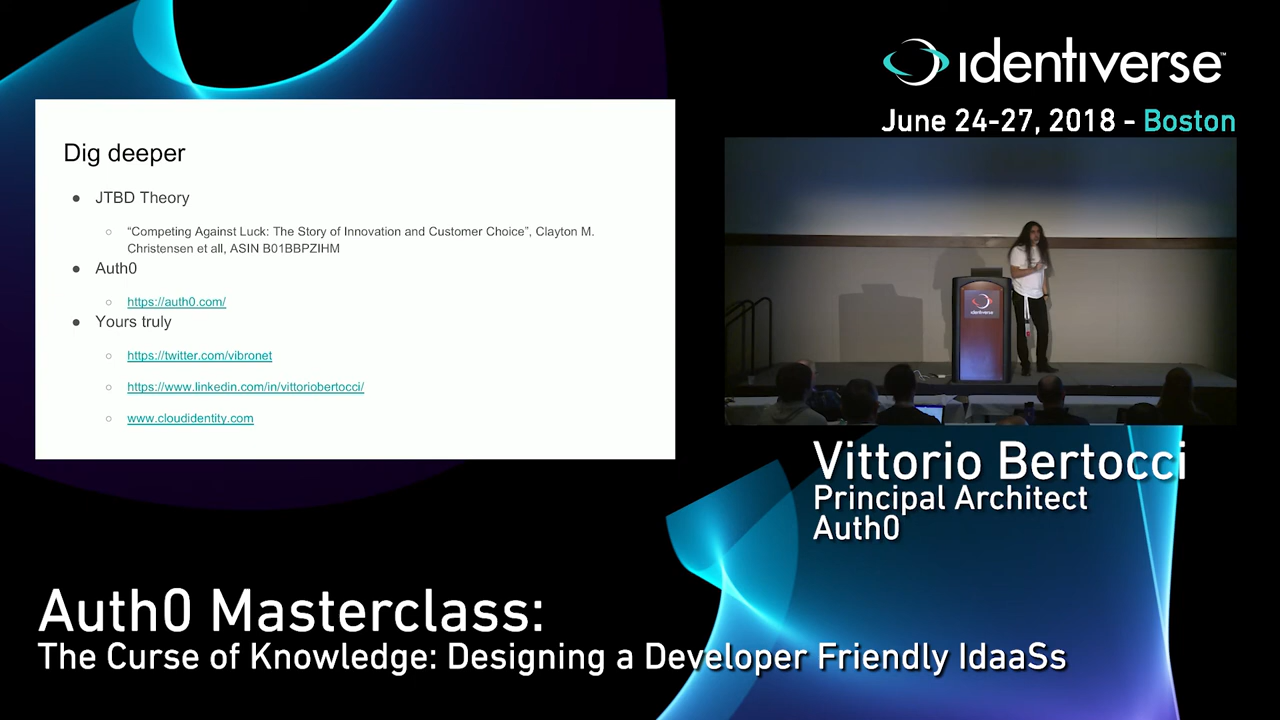 identiverse™
June 24-27, 2018 - Boston
Dig deeper
● JTBD Theory
○ “Competing Against Luck: The Story of Innovation and Customer Choice”, Clayton M.
Christensen et all, ASIN B01BBPZIHM
● Auth0
○ https://auth0.com/
● Yours truly
○ https://twitter.com/vibronet
○ https://www.linkedin.com/in/vittoriobertocci/
○ www.cloudidentity.com
identiverse
Vittorio Bertocci
Principal Architect
Auth0
Auth0 Masterclass:
The Curse of Knowledge: Designing a Developer Friendly IdaaSs